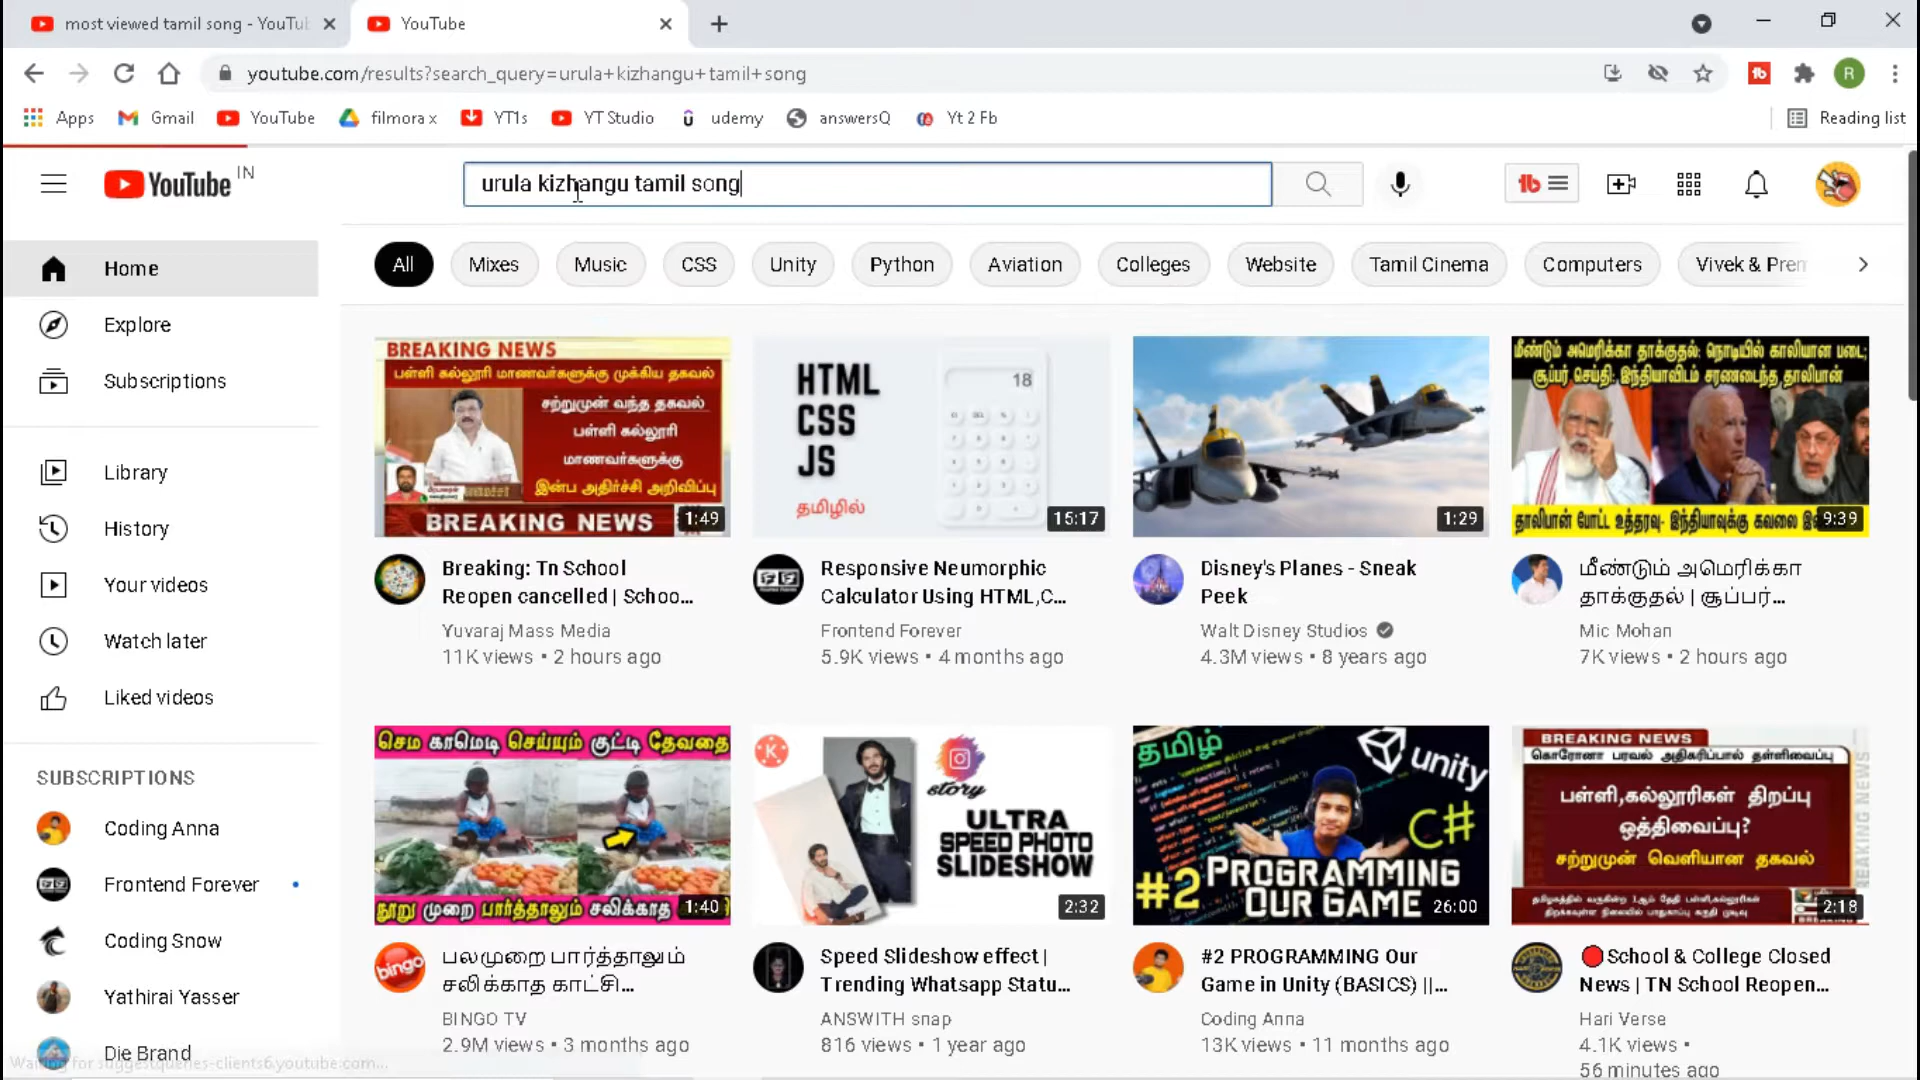 most viewed tamil song - YouTu
YouTube
youtube.com/results?search_query=urula+kizhangu+tamil+song
Apps
Gmail
YouTube
filmora x
YT1s
YT Studio
udemy
answersQ
Yt 2 Fb
Reading list
YouTube IN
urula kizhangu tamil song
Home
Explore
Subscriptions
Library
History
Your videos
Watch later
Liked videos
SUBSCRIPTIONS
Coding Anna
Frontend Forever
Coding Snow
Yathirai Yasser
Die Brand
Waiting for suggestqueries-clients6.youtube.com...
All
Mixes
Music
CSS
Unity
Python
Aviation
Colleges
Website
Tamil Cinema
Computers
Vivek & Prem
BREAKING NEWS
பள்ளி கல்லூரி மாணவர்களுக்கு முக்கிய தகவல்
சற்றுமுன் வந்த தகவல்
பள்ளி கல்லூரி
மாணவர்களுக்கு
இன்ப அதிர்ச்சி அறிவிப்பு
BREAKING NEWS
1:49
Breaking: Tn School
Reopen cancelled | Schoo...
Yuvaraj Mass Media
11K views • 2 hours ago
HTML
CSS
JS
தமிழில்
18
15:17
Responsive Neumorphic
Calculator Using HTML,C...
Frontend Forever
5.9K views • 4 months ago
1:29
Disney's Planes - Sneak
Peek
Walt Disney Studios
4.3M views • 8 years ago
மீண்டும் அமெரிக்கா தாக்குதல்: நொடியில் காலியான படை;
சூப்பர் செய்தி: இந்தியாவிடம் சரணடைந்த தாலிபான்
தாலிபான் போட்ட உத்தரவு- இந்தியாவுக்கு கவலை
9:39
மீண்டும் அமெரிக்கா
தாக்குதல் | சூப்பர்...
Mic Mohan
7K views • 2 hours ago
செம காமெடி செய்யும் குட்டி தேவதை
நூறு முறை பார்த்தாலும் சலிக்காத
1:40
bingo
பலமுறை பார்த்தாலும்
சலிக்காத காட்சி...
BINGO TV
2.9M views • 3 months ago
K
story
ULTRA
SPEED PHOTO
SLIDESHOW
2:32
Speed Slideshow effect |
Trending Whatsapp Statu...
ANSWITH snap
816 views • 1 year ago
தமிழ்
unity
C#
#2 PROGRAMMING
OUR GAME
26:00
#2 PROGRAMMING Our
Game in Unity (BASICS) ||...
Coding Anna
13K views • 11 months ago
BREAKING NEWS
கொரோனா பரவல் அதிகரிப்பால் தள்ளிவைப்பு
பள்ளி,கல்லூரிகள் திறப்பு
ஒத்திவைப்பு?
சற்றுமுன் வெளியான தகவல்
2:18
School & College Closed
News | TN School Reopen...
Hari Verse
4.1K views •
56 minutes ago